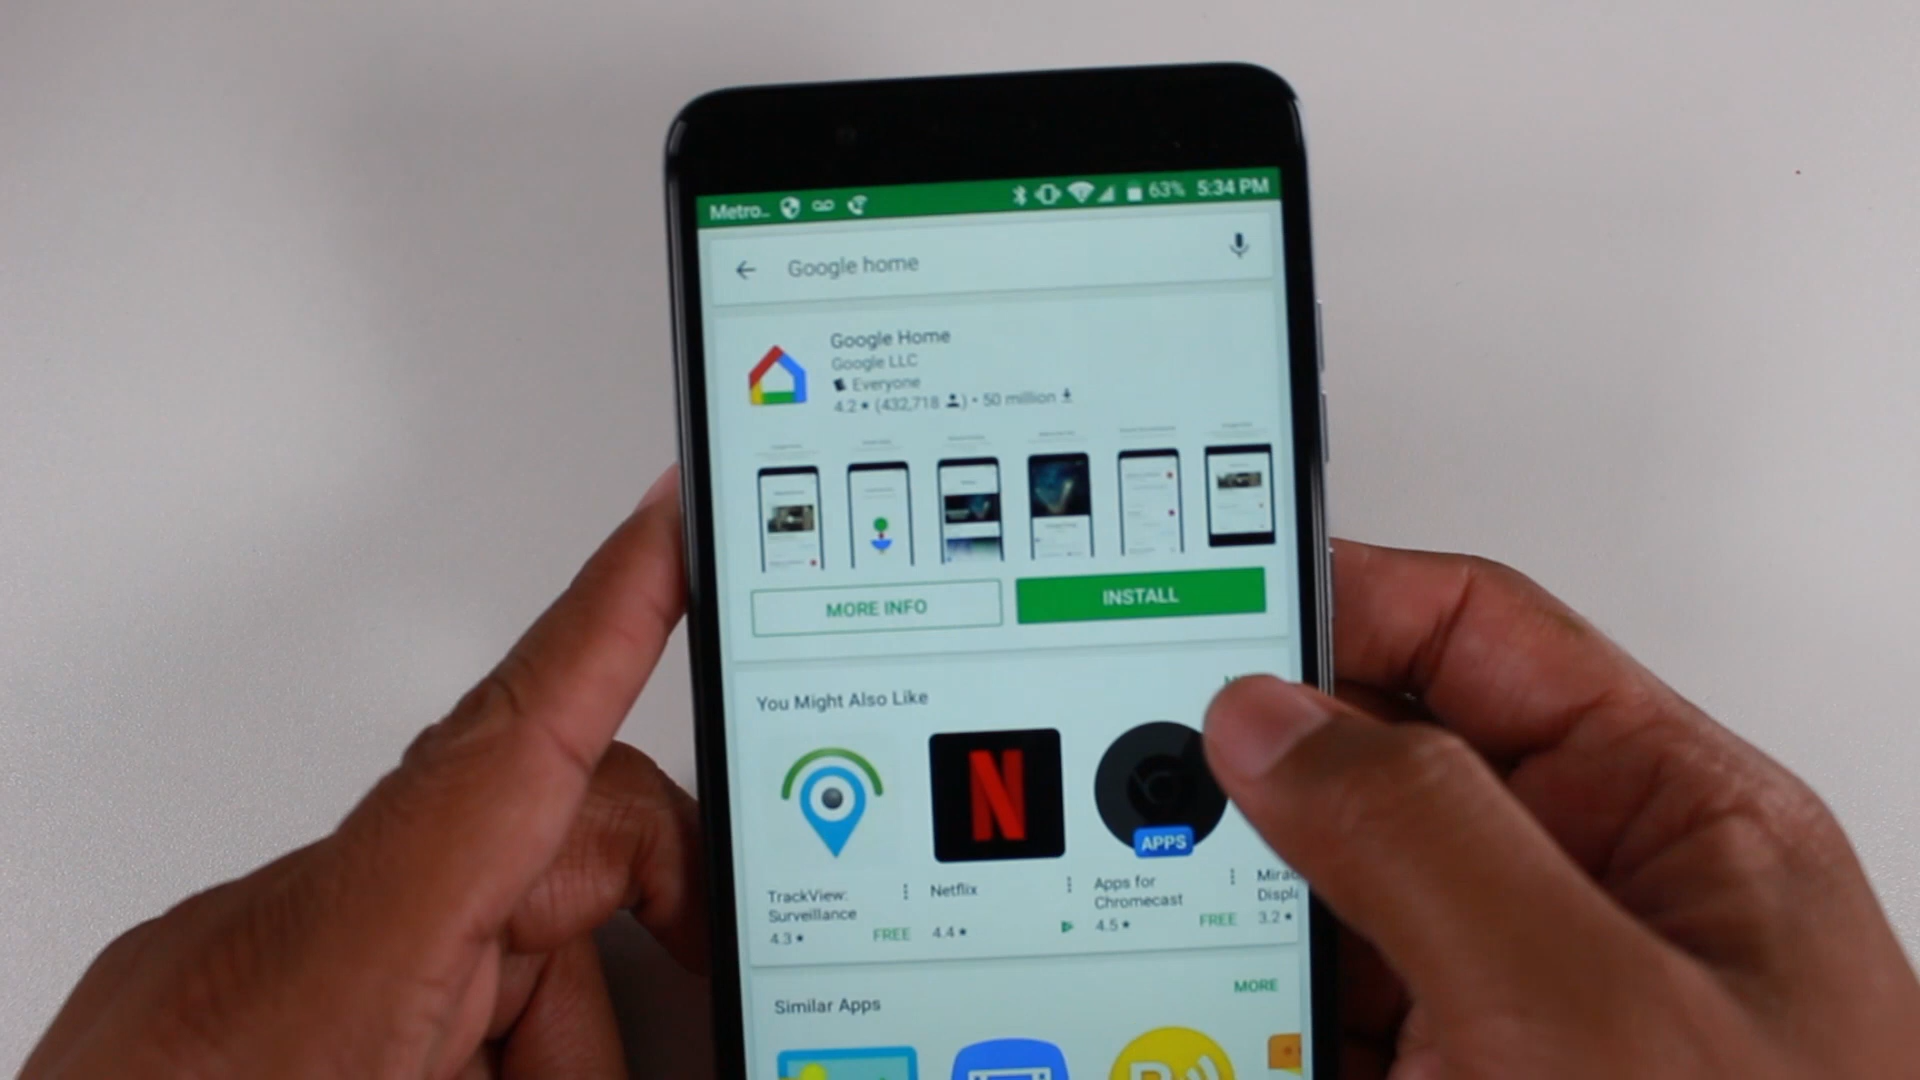 Metro.. 63% 5:34 PM
Google home
Google Home
Google LLC
Everyone
4.2★ (432,718) • 50 million
MORE INFO
INSTALL
You Might Also Like
N
APPS
TrackView:
Surveillance
4.3★ FREE
Netflix
4.4★
Apps for
Chromecast
4.5★ FREE
Mirac
Displa
3.2★
Similar Apps
MORE